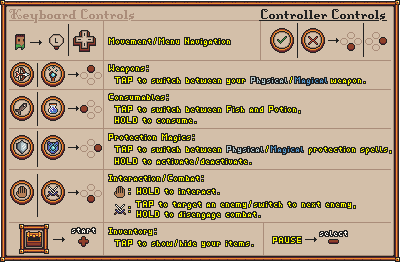 Keyboard Controls
Controller Controls
Movement/Menu Navigation
Weapons:
TAP to switch between your Physical/Magical weapon.
Consumables:
TAP to switch between Fish and Potion,
HOLD to consume.
Protection Magics:
TAP to switch between Physical/Magical protection spells,
HOLD to activate/deactivate.
Interaction/Combat:
: HOLD to interact.
: TAP to target an enemy/switch to next enemy,
HOLD to disengage combat.
start
Inventory:
TAP to show/hide your items.
PAUSE
select